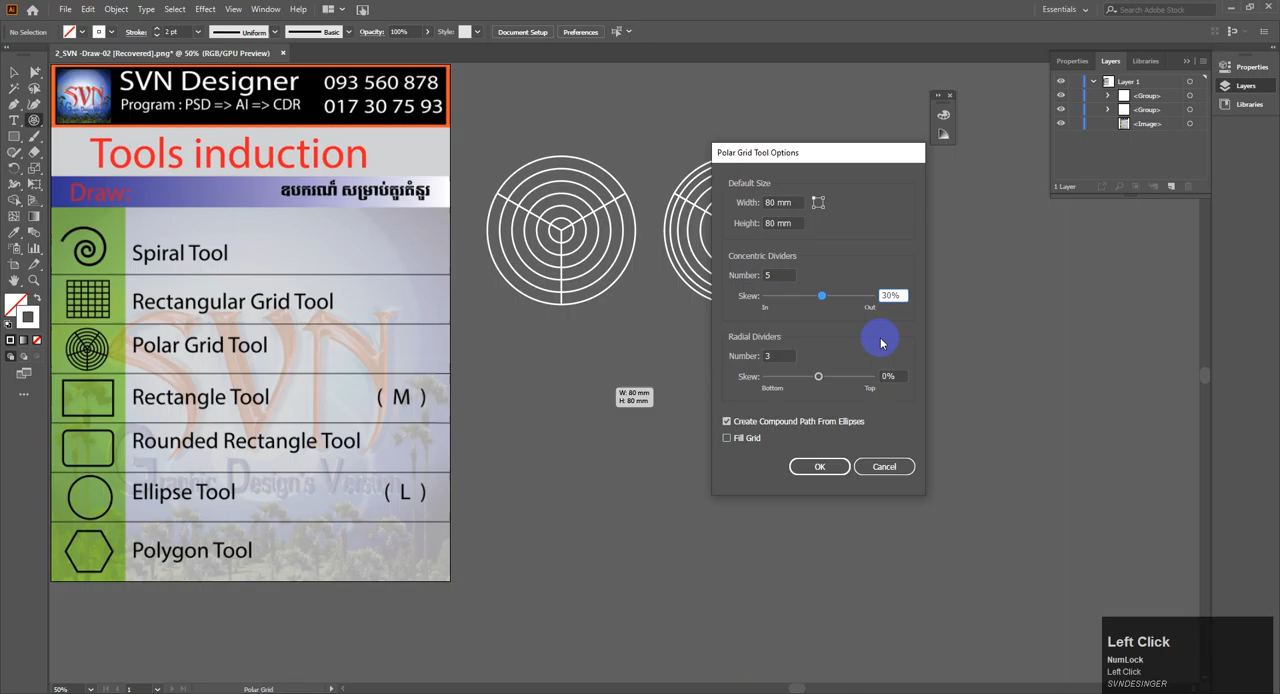 File Edit Object Type Select Effect View Window Help
Essentials
Search Adobe Stock
No Selection
Stroke: 2 pt
Uniform
Basic
Opacity: 100%
Style:
Document Setup
Preferences
2_SVN -Draw-02 [Recovered].png* @ 50% (RGB/GPU Preview)
SVN Designer 093 560 878
Program : PSD => AI => CDR 017 30 75 93
SVN
Tools induction
Draw: ឧបករណ៏ សម្រាប់គូរគំនូរ
Spiral Tool
Rectangular Grid Tool
Polar Grid Tool
Rectangle Tool ( M )
Rounded Rectangle Tool
Ellipse Tool ( L )
Polygon Tool
SVN
Graphic Design's Version
W: 80 mm
H: 80 mm
Polar Grid Tool Options
Default Size
Width: 80 mm
Height: 80 mm
Concentric Dividers
Number: 5
Skew: 30%
In Out
Radial Dividers
Number: 3
Skew: 0%
Bottom Top
Create Compound Path From Ellipses
Fill Grid
OK Cancel
Properties Layers Libraries
Layer 1
<Group>
<Group>
<Image>
1 Layer
Properties
Layers
Libraries
Left Click
NumLock
Left Click
SVNDESINGER
50%
1
Polar Grid